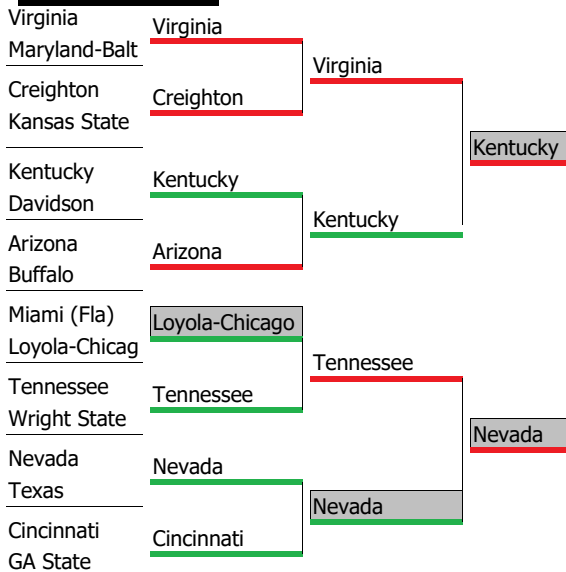 Virginia
Maryland-Balt
Creighton
Kansas State
Kentucky
Davidson
Arizona
Buffalo
Miami (Fla)
Loyola-Chicag
Tennessee
Wright State
Nevada
Texas
Cincinnati
GA State
Virginia
Creighton
Kentucky
Arizona
Loyola-Chicago
Tennessee
Nevada
Cincinnati
Virginia
Kentucky
Tennessee
Nevada
Kentucky
Nevada